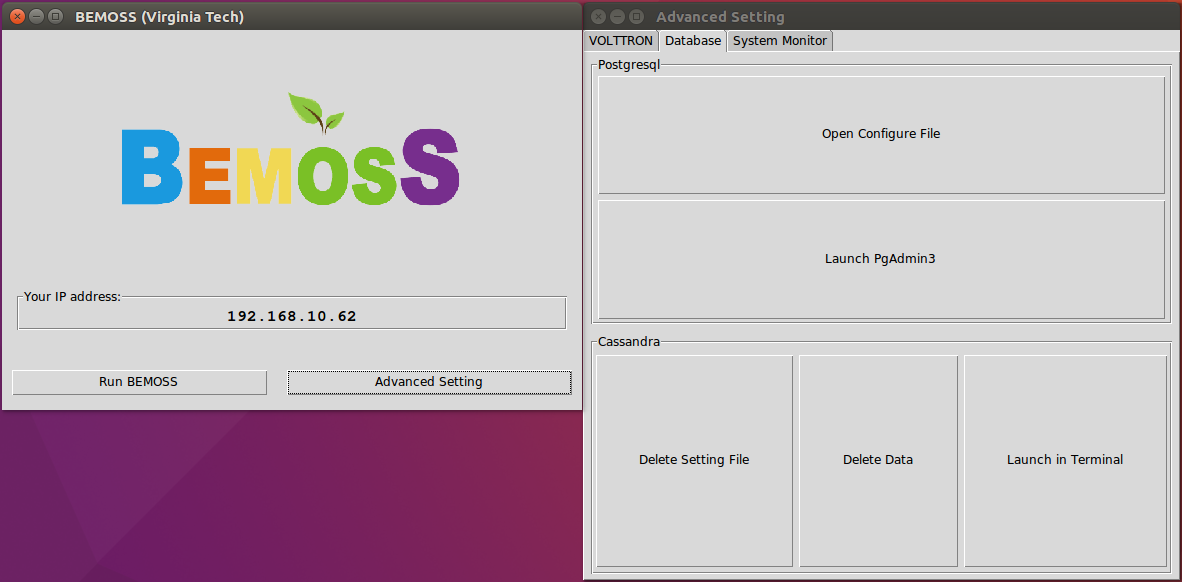 BEMOSS (Virginia Tech)
BEMOSS
Your IP address:
192.168.10.62
Run BEMOSS
Advanced Setting
Advanced Setting
VOLTTRON
Database
System Monitor
Postgresql
Open Configure File
Launch PgAdmin3
Cassandra
Delete Setting File
Delete Data
Launch in Terminal